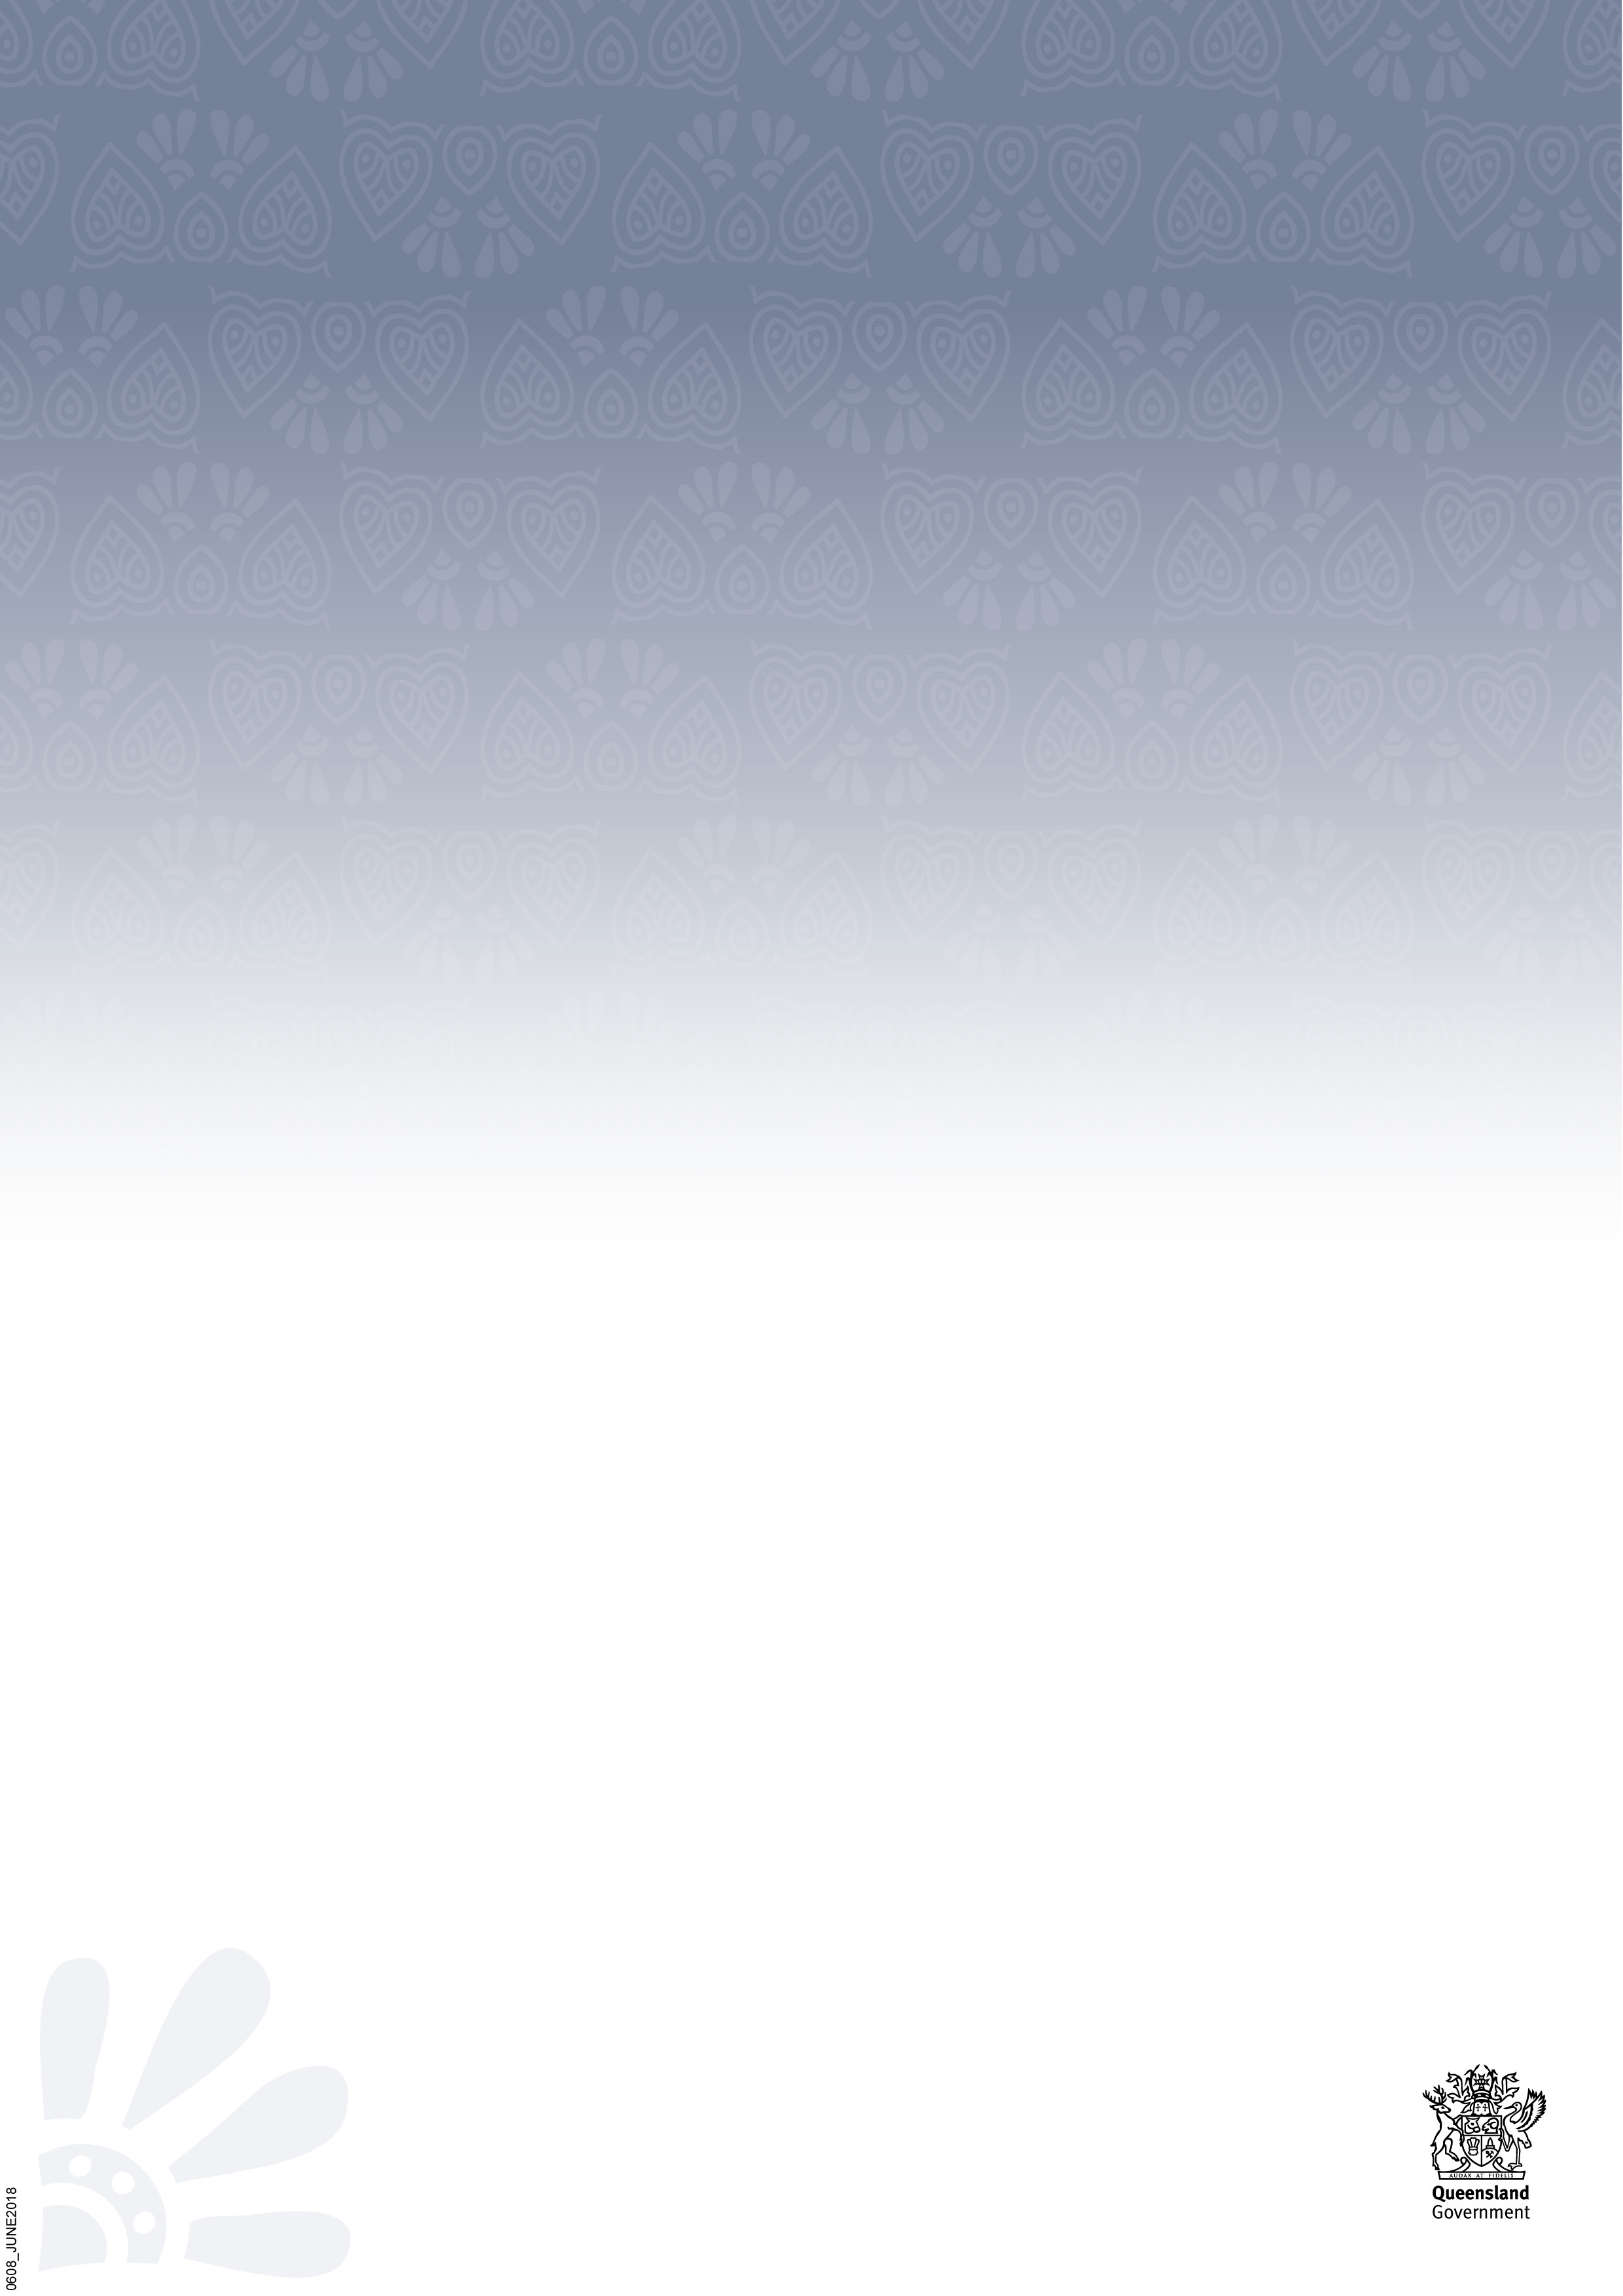 AUDAX AT FIDELIS
Queensland
Government
0608_JUNE2018